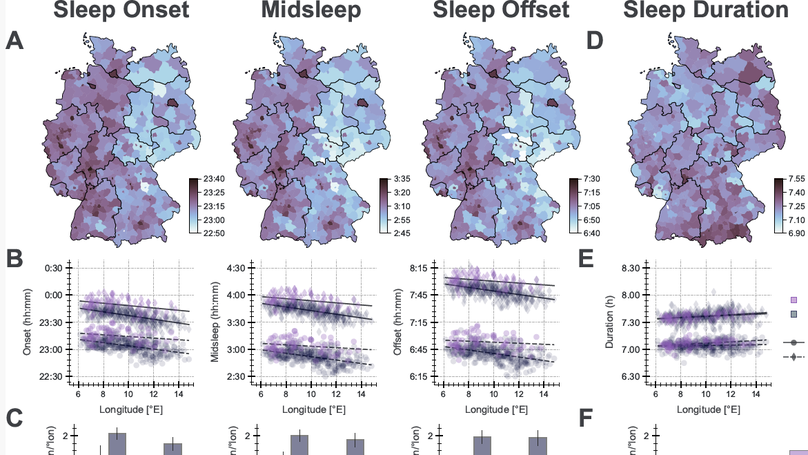 Sleep Onset
Midsleep
Sleep Offset
Sleep Duration
A
23:40
23:25
23:15
23:00
22:50
3:35
3:20
3:10
2:55
2:45
7:30
7:15
7:05
6:50
6:40
D
7.55
7.40
7.25
7.10
6.90
B
0:30
0:00
23:30
23:00
22:30
Onset (hh:mm)
6 8 10 12 14
Longitude [°E]
4:30
4:00
3:30
3:00
2:30
Midsleep (hh:mm)
6 8 10 12 14
Longitude [°E]
8:15
7:45
7:15
6:45
6:15
Offset (hh:mm)
6 8 10 12 14
Longitude [°E]
E
8.30
8.00
7.30
7.00
6.30
Duration (h)
6 8 10 12 14
Longitude [°E]
C
2
n/°lon)
2
n/°lon)
2
n/°lon)
F
2
n/°lon)